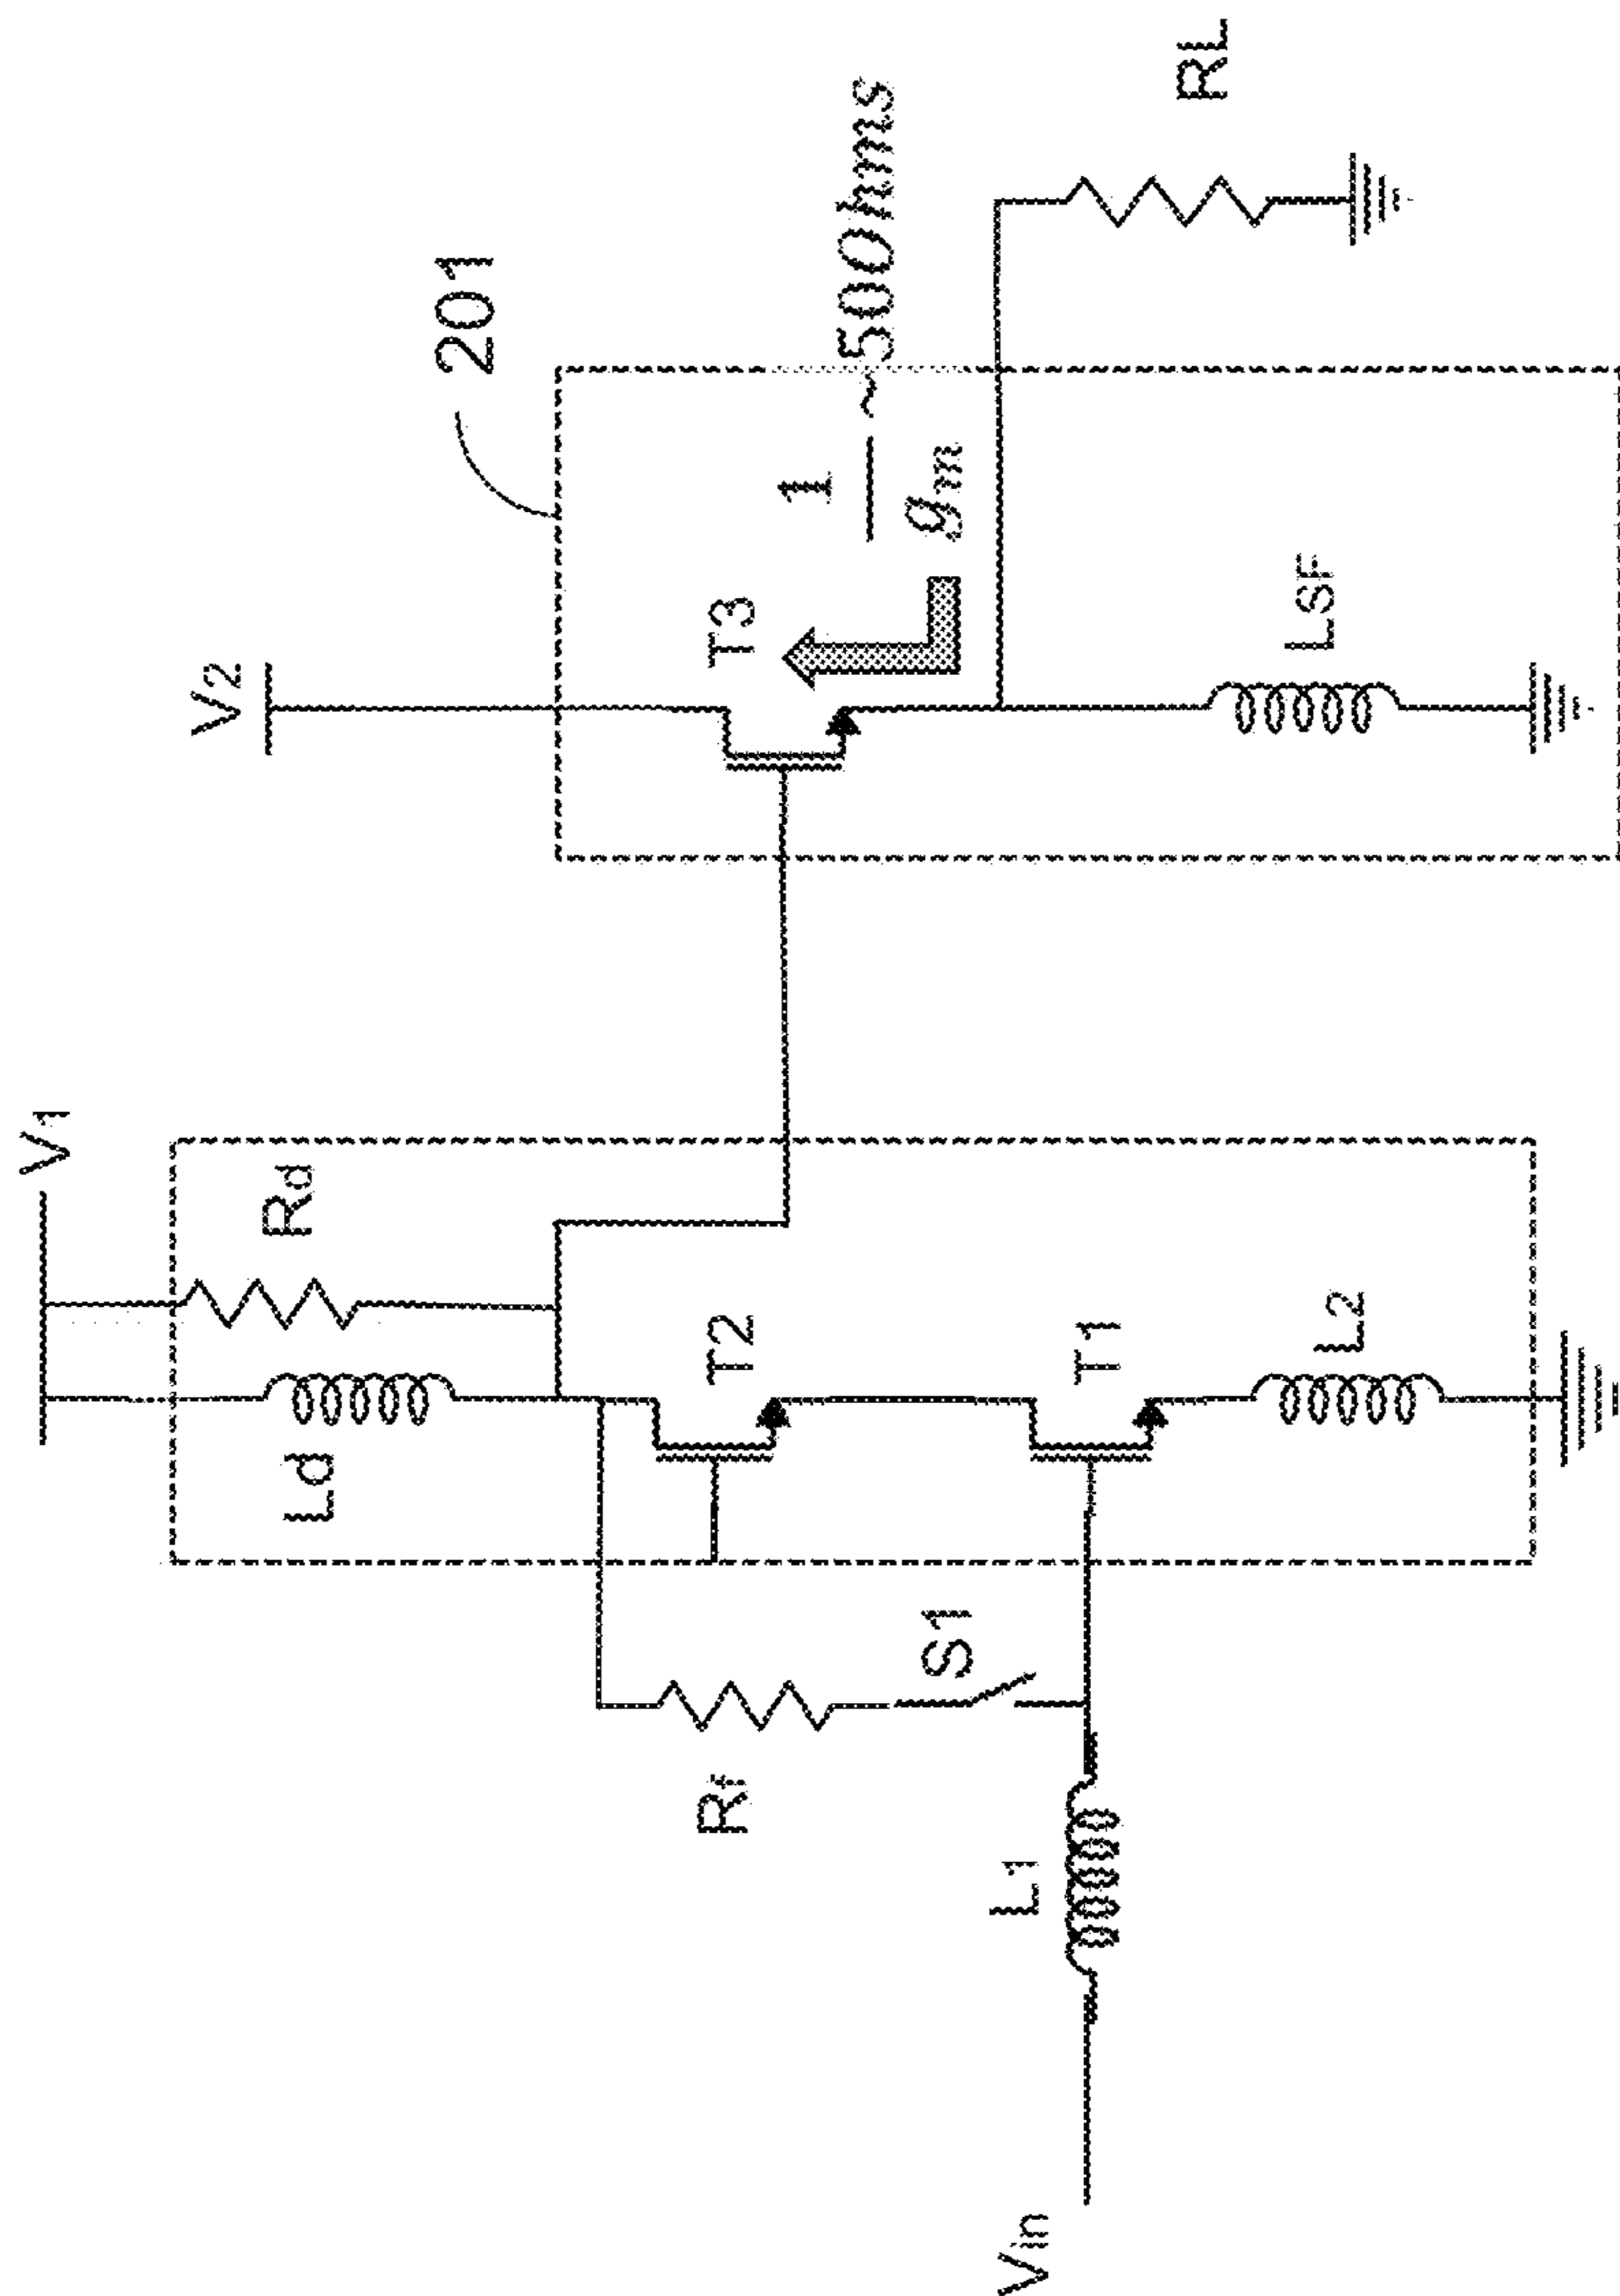 V1
Rd
Ld
T2
T1
L2
Rf
S1
L1
Vin
V2
201
T3
1
gm
~50Ohms
LSF
RL